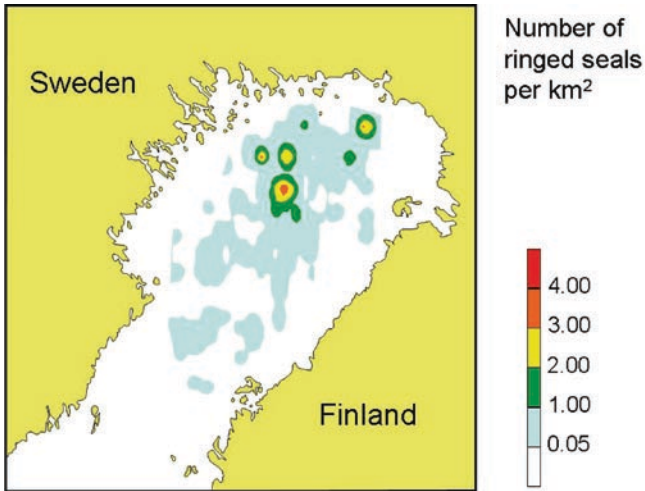 Sweden
Finland
Number of
ringed seals
per km²
4.00
3.00
2.00
1.00
0.05